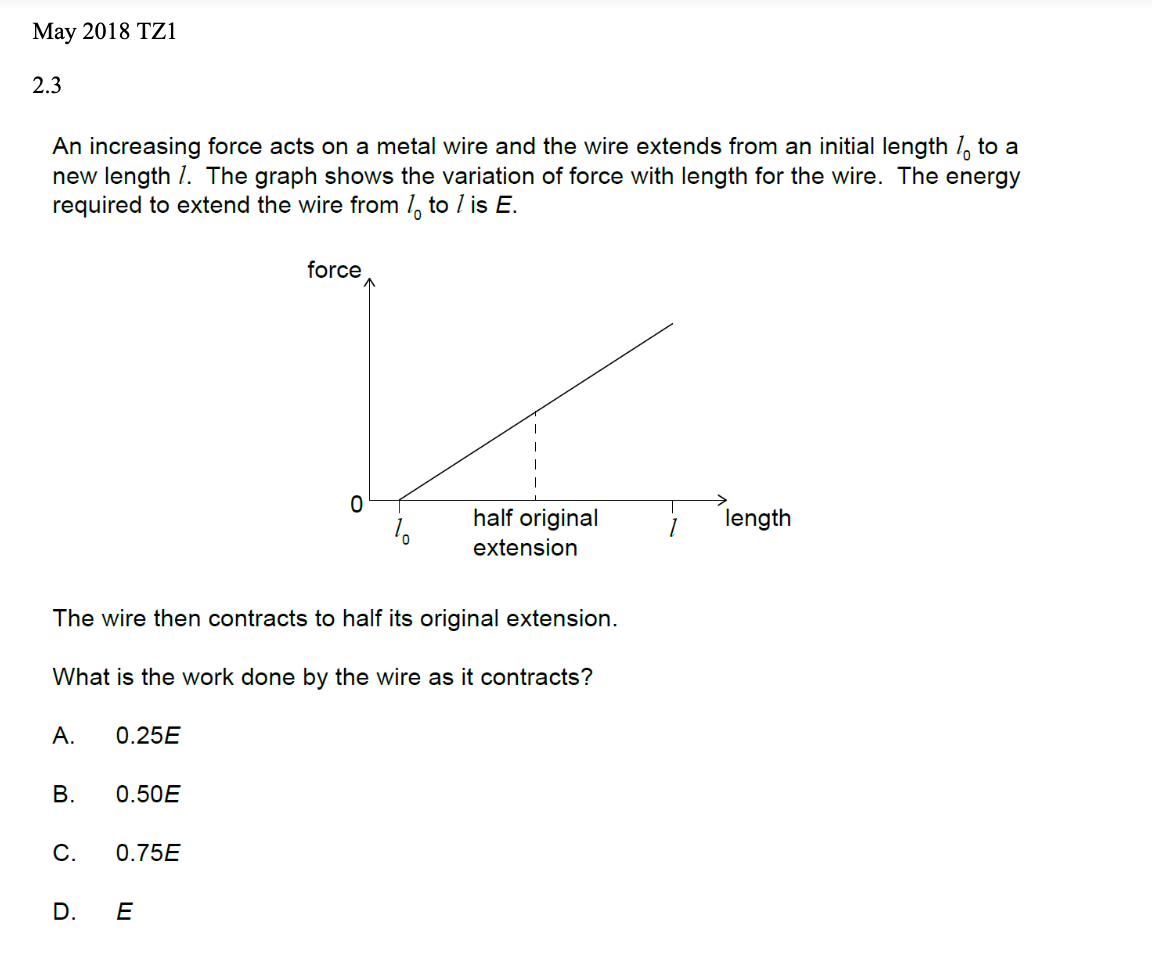 May 2018 TZ1
2.3
An increasing force acts on a metal wire and the wire extends from an initial length l₀ to a
new length l. The graph shows the variation of force with length for the wire. The energy
required to extend the wire from l₀ to l is E.
force
0
l₀
half original
extension
l
length
The wire then contracts to half its original extension.
What is the work done by the wire as it contracts?
A. 0.25E
B. 0.50E
C. 0.75E
D. E